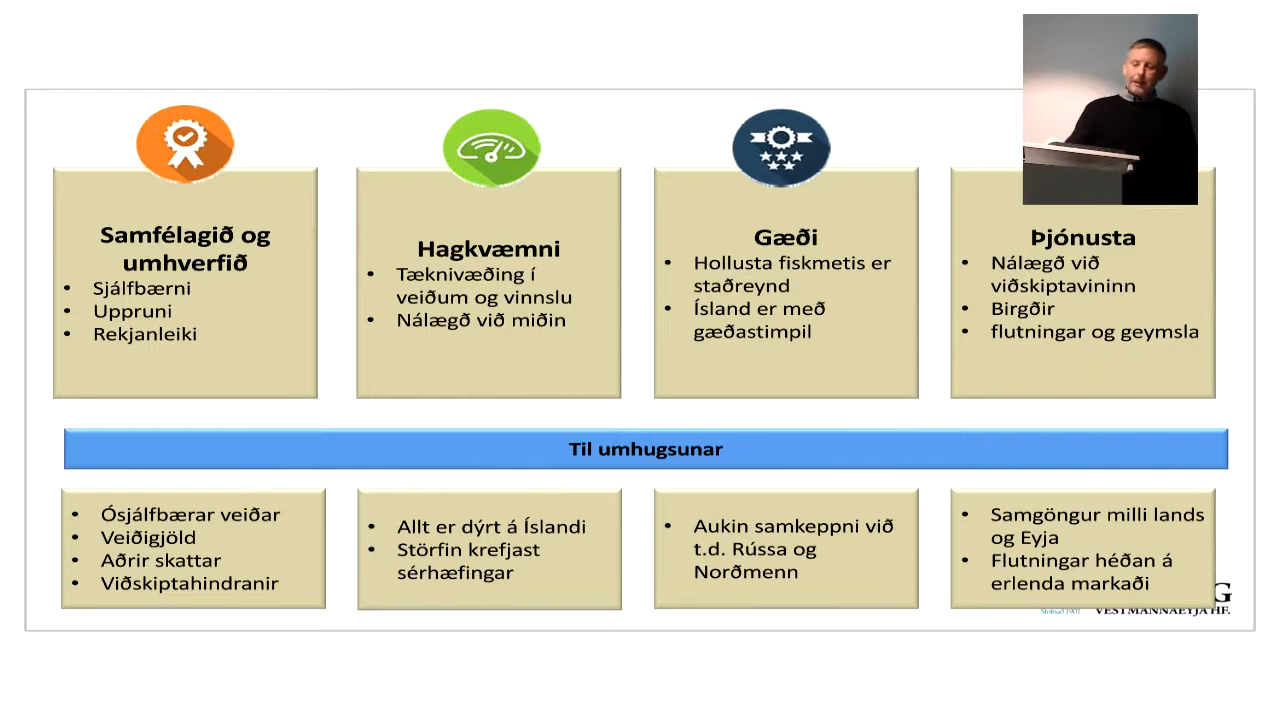 Samfélagið og
umhverfið
• Sjálfbærni
• Uppruni
• Rekjanleiki
Hagkvæmni
• Tæknivæðing í
veiðum og vinnslu
• Nálægð við miðin
Gæði
• Hollusta fiskmetis er
staðreynd
• Ísland er með
gæðastimpil
Þjónusta
• Nálægð við
viðskiptavininn
• Birgðir
• flutningar og geymsla
Til umhugsunar
• Ósjálfbærar veiðar
• Veiðigjöld
• Aðrir skattar
• Viðskiptahindranir
• Allt er dýrt á Íslandi
• Störfin krefjast
sérhæfingar
• Aukin samkeppni við
t.d. Rússa og
Norðmenn
• Samgöngur milli lands
og Eyja
• Flutningar héðan á
erlenda markaði
G
Stofnað 1901 VESTMANNAEYJA HF.